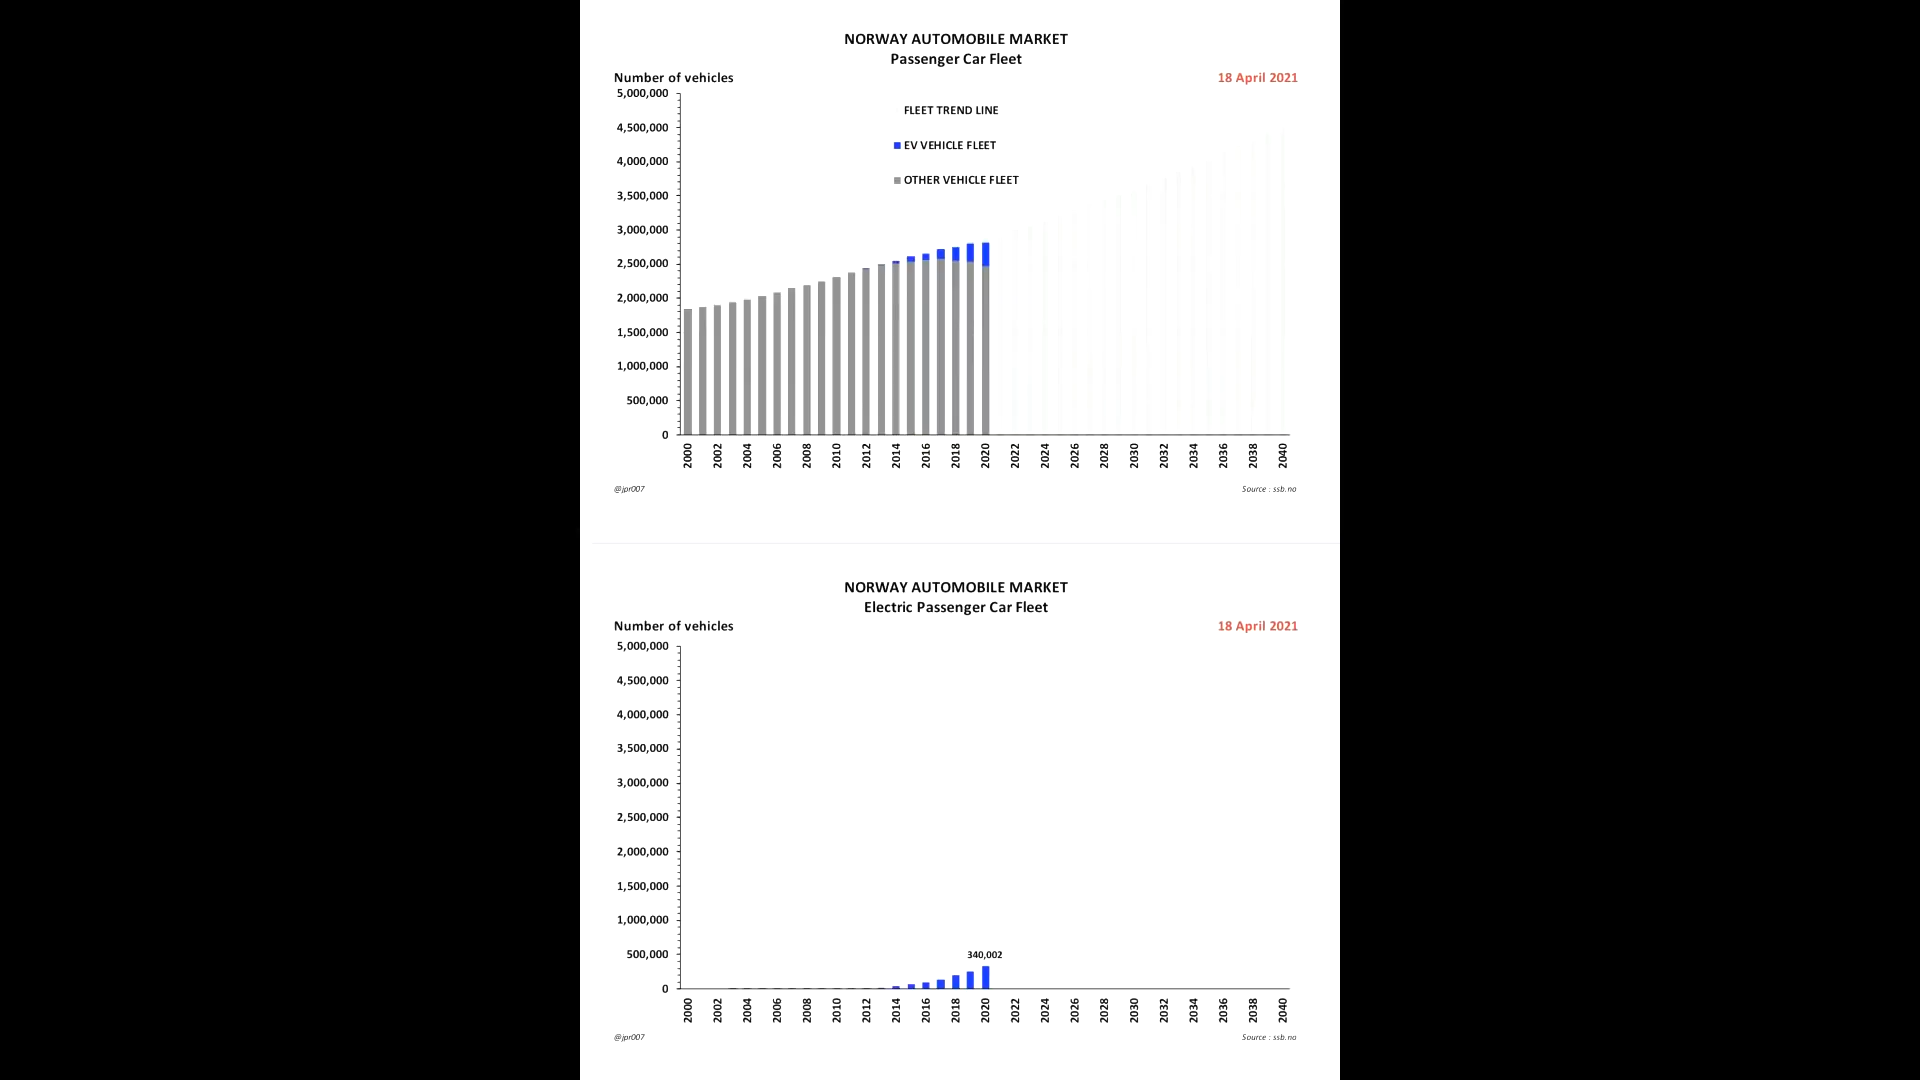 NORWAY AUTOMOBILE MARKET
Passenger Car Fleet
Number of vehicles 18 April 2021
5,000,000
FLEET TREND LINE
4,500,000
EV VEHICLE FLEET
4,000,000
OTHER VEHICLE FLEET
3,500,000
3,000,000
2,500,000
2,000,000
1,500,000
1,000,000
500,000
0
2000 2002 2004 2006 2008 2010 2012 2014 2016 2018 2020 2022 2024 2026 2028 2030 2032 2034 2036 2038 2040
@jpr007 Source : ssb.no
NORWAY AUTOMOBILE MARKET
Electric Passenger Car Fleet
Number of vehicles 18 April 2021
5,000,000
4,500,000
4,000,000
3,500,000
3,000,000
2,500,000
2,000,000
1,500,000
1,000,000
500,000 340,002
0
2000 2002 2004 2006 2008 2010 2012 2014 2016 2018 2020 2022 2024 2026 2028 2030 2032 2034 2036 2038 2040
@jpr007 Source : ssb.no